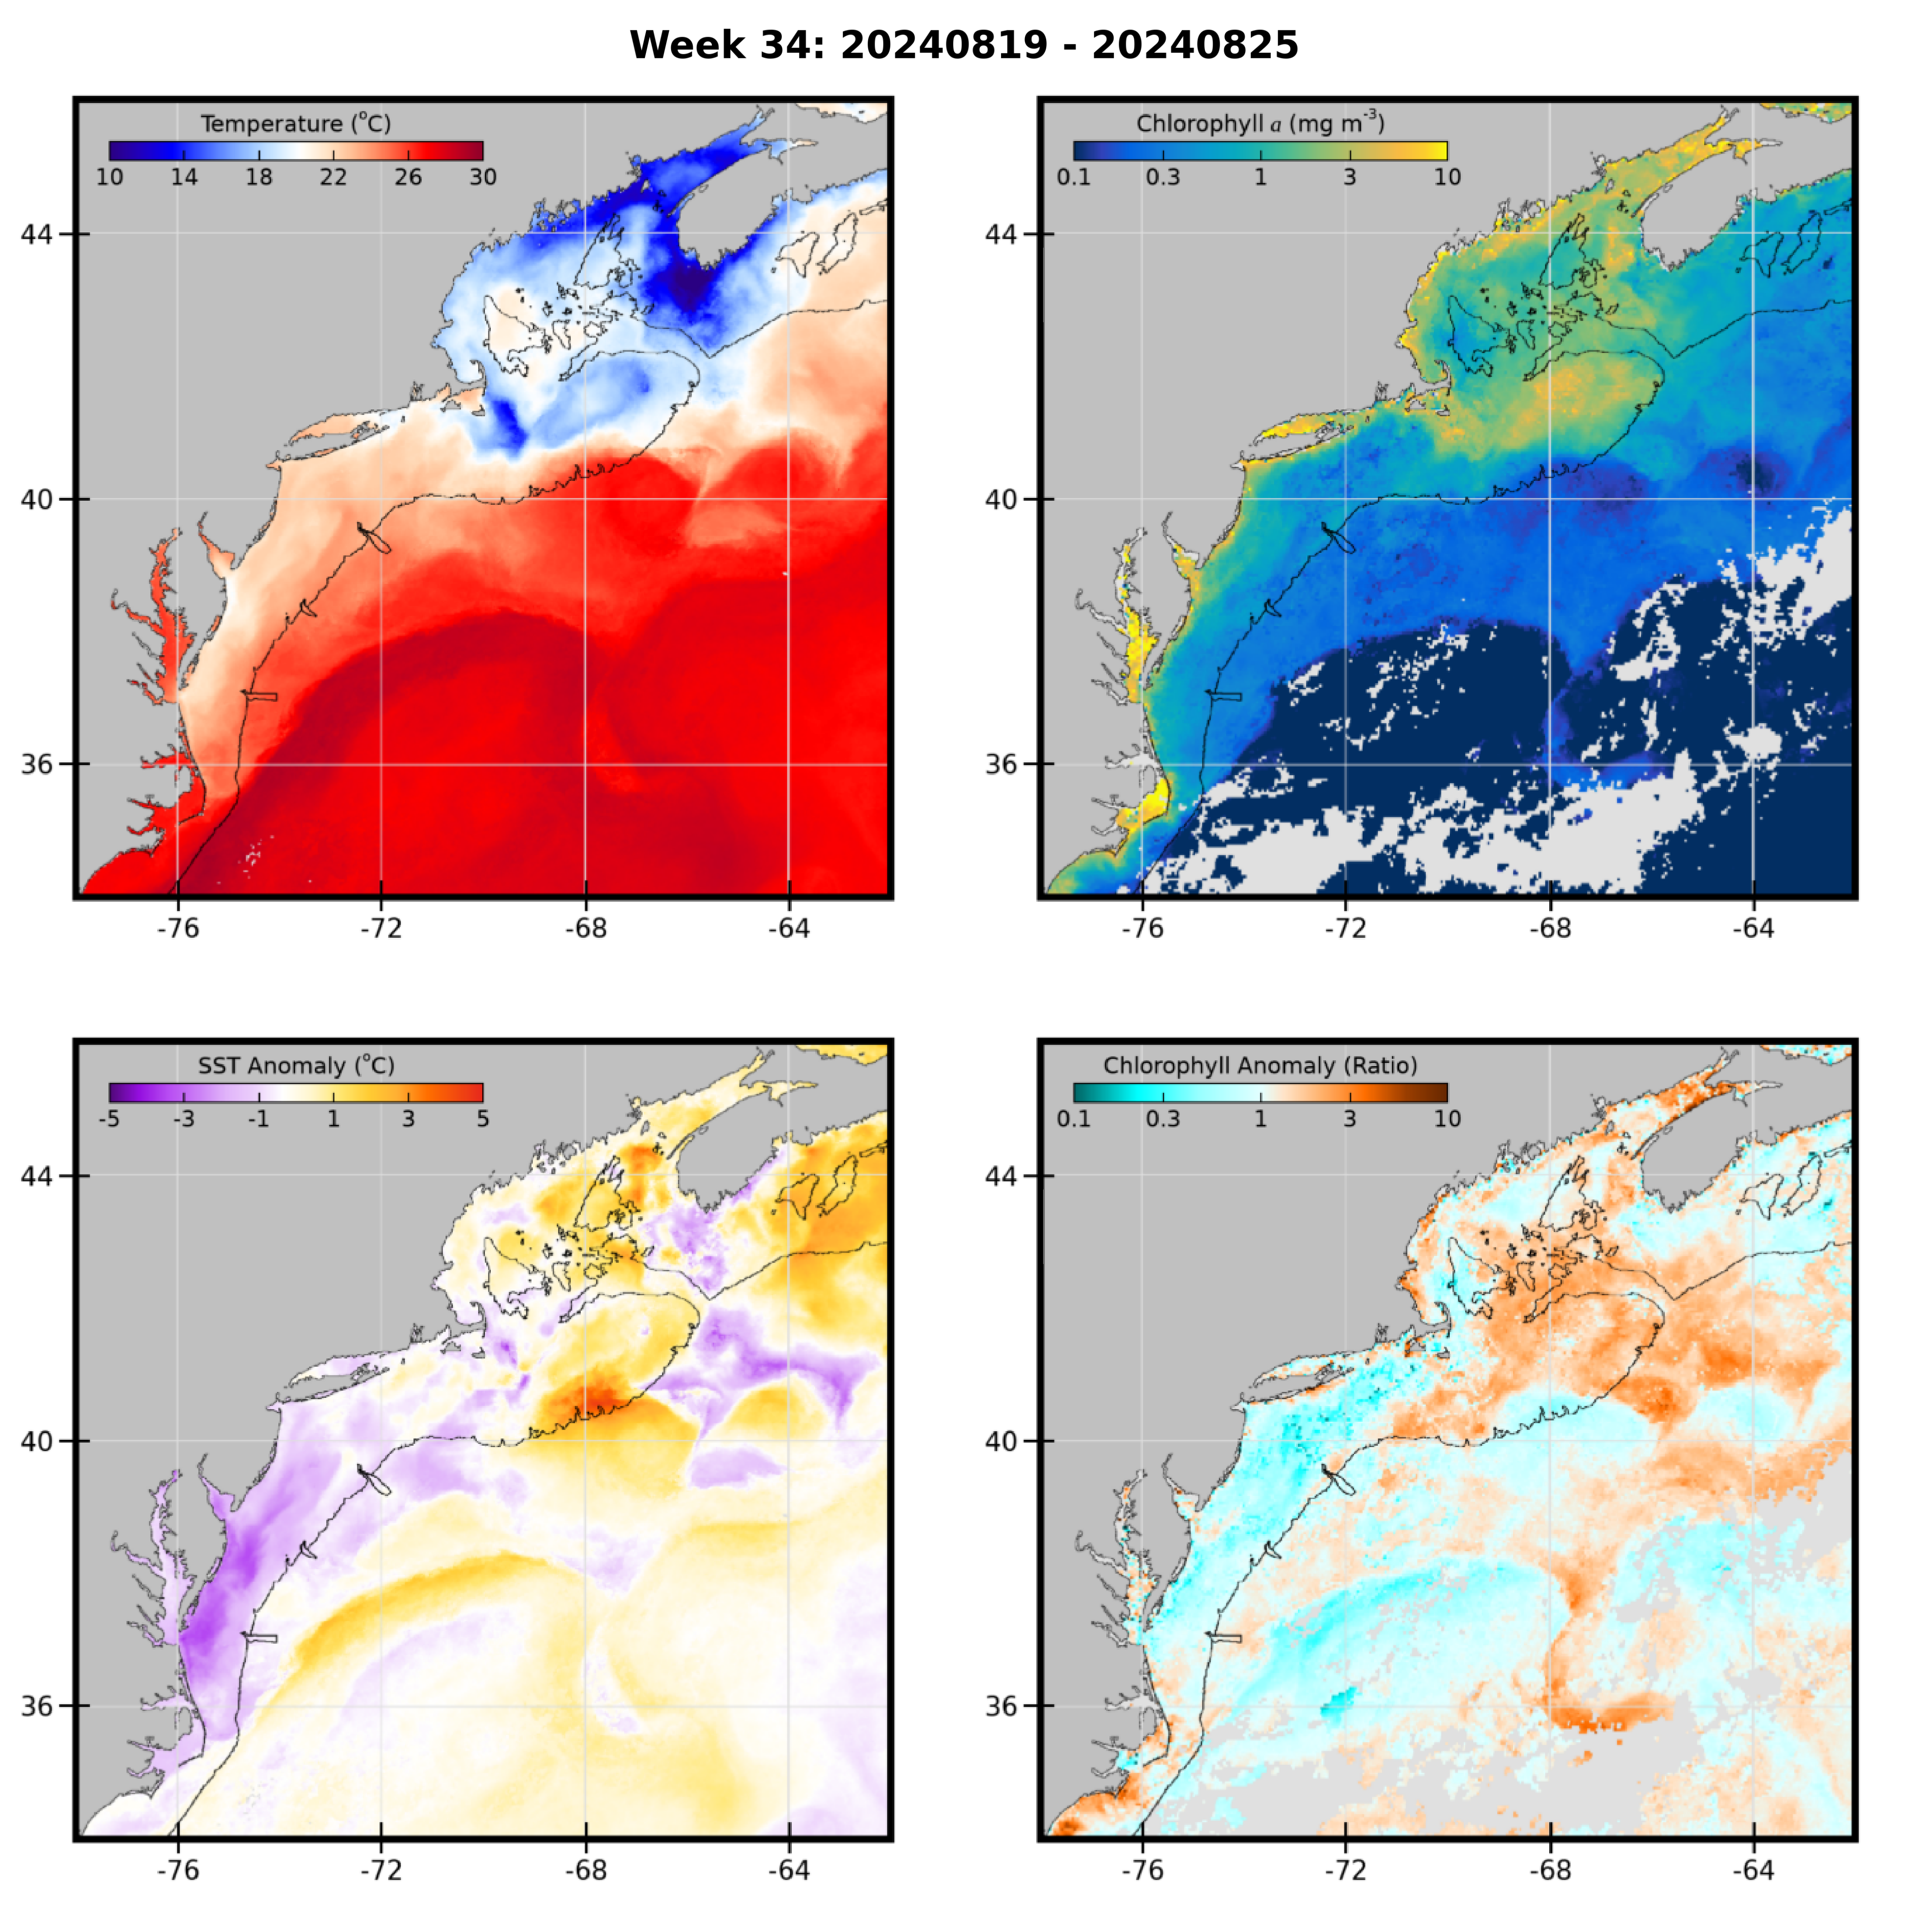 Week 34: 20240819 - 20240825
Temperature (°C)
10 14 18 22 26 30
44
40
36
-76 -72 -68 -64
Chlorophyll a (mg m⁻³)
0.1 0.3 1 3 10
44
40
36
-76 -72 -68 -64
SST Anomaly (°C)
-5 -3 -1 1 3 5
44
40
36
-76 -72 -68 -64
Chlorophyll Anomaly (Ratio)
0.1 0.3 1 3 10
44
40
36
-76 -72 -68 -64